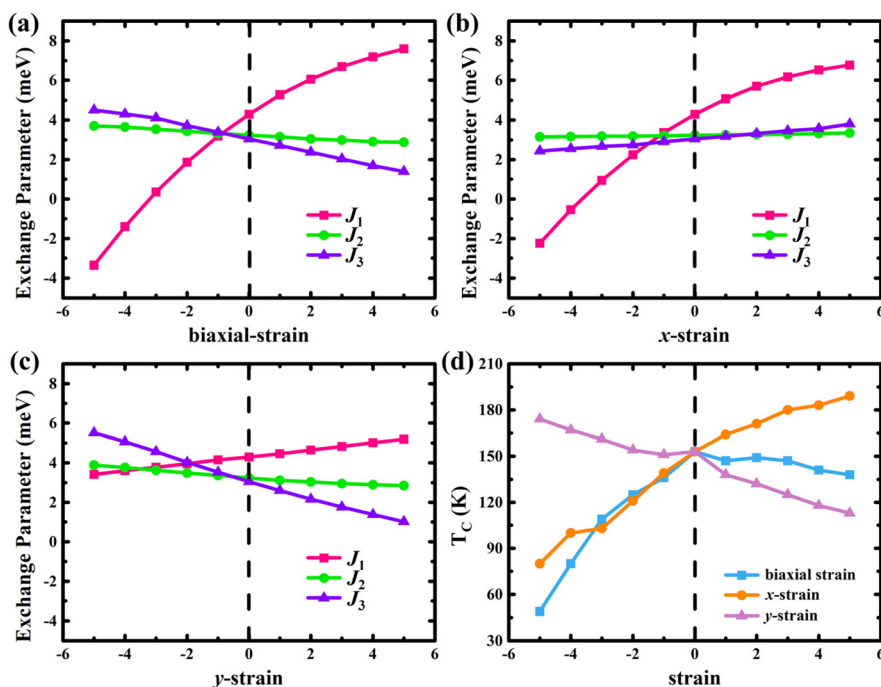 (a)
8
6
4
2
0
-2
-4
Exchange Parameter (meV)
J1
J2
J3
-6 -4 -2 0 2 4 6
biaxial-strain
(b)
8
6
4
2
0
-2
-4
Exchange Parameter (meV)
J1
J2
J3
-6 -4 -2 0 2 4 6
x-strain
(c)
8
6
4
2
0
-2
-4
Exchange Parameter (meV)
J1
J2
J3
-6 -4 -2 0 2 4 6
y-strain
(d)
210
180
150
120
90
60
30
TC (K)
biaxial strain
x-strain
y-strain
-6 -4 -2 0 2 4 6
strain